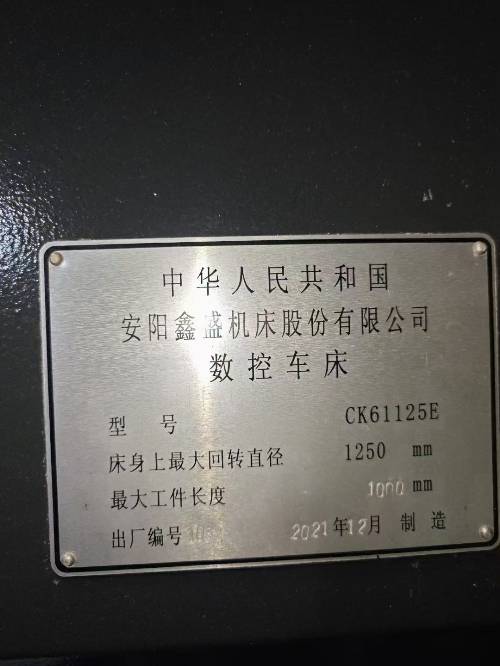 中华人民共和国
安阳鑫盛机床股份有限公司
数控车床
型号 CK61125E
床身上最大回转直径 1250 mm
最大工件长度 1000 mm
出厂编号 2021年12月 制造